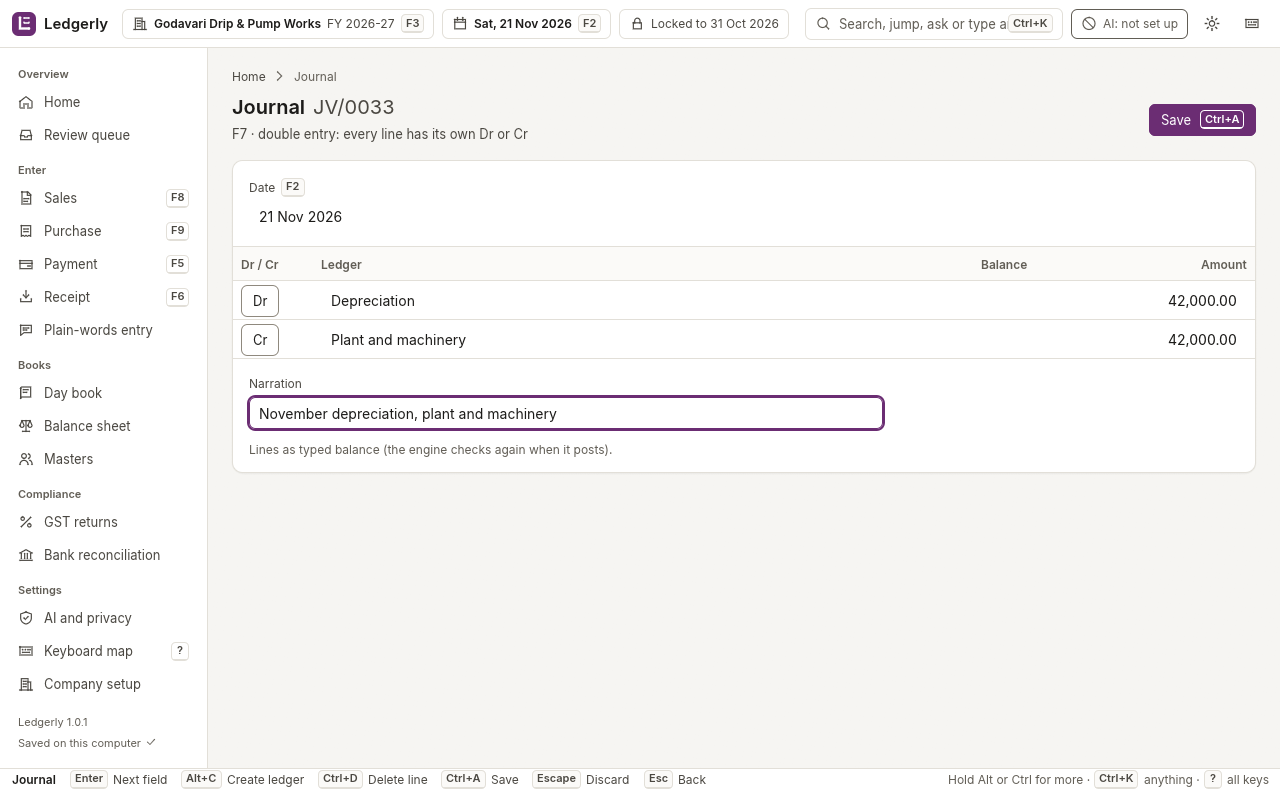 Ledgerly
Godavari Drip & Pump Works FY 2026-27 F3
Sat, 21 Nov 2026 F2
Locked to 31 Oct 2026
Search, jump, ask or type a Ctrl+K
AI: not set up
Overview
Home
Review queue
Enter
Sales F8
Purchase F9
Payment F5
Receipt F6
Plain-words entry
Books
Day book
Balance sheet
Masters
Compliance
GST returns
Bank reconciliation
Settings
AI and privacy
Keyboard map ?
Company setup
Ledgerly 1.0.1
Saved on this computer
Home Journal
Journal JV/0033
F7 · double entry: every line has its own Dr or Cr
Save Ctrl+A
Date F2
21 Nov 2026
Dr / Cr Ledger Balance Amount
Dr Depreciation 42,000.00
Cr Plant and machinery 42,000.00
Narration
November depreciation, plant and machinery
Lines as typed balance (the engine checks again when it posts).
Journal Enter Next field Alt+C Create ledger Ctrl+D Delete line Ctrl+A Save Escape Discard Esc Back
Hold Alt or Ctrl for more · Ctrl+K anything · ? all keys